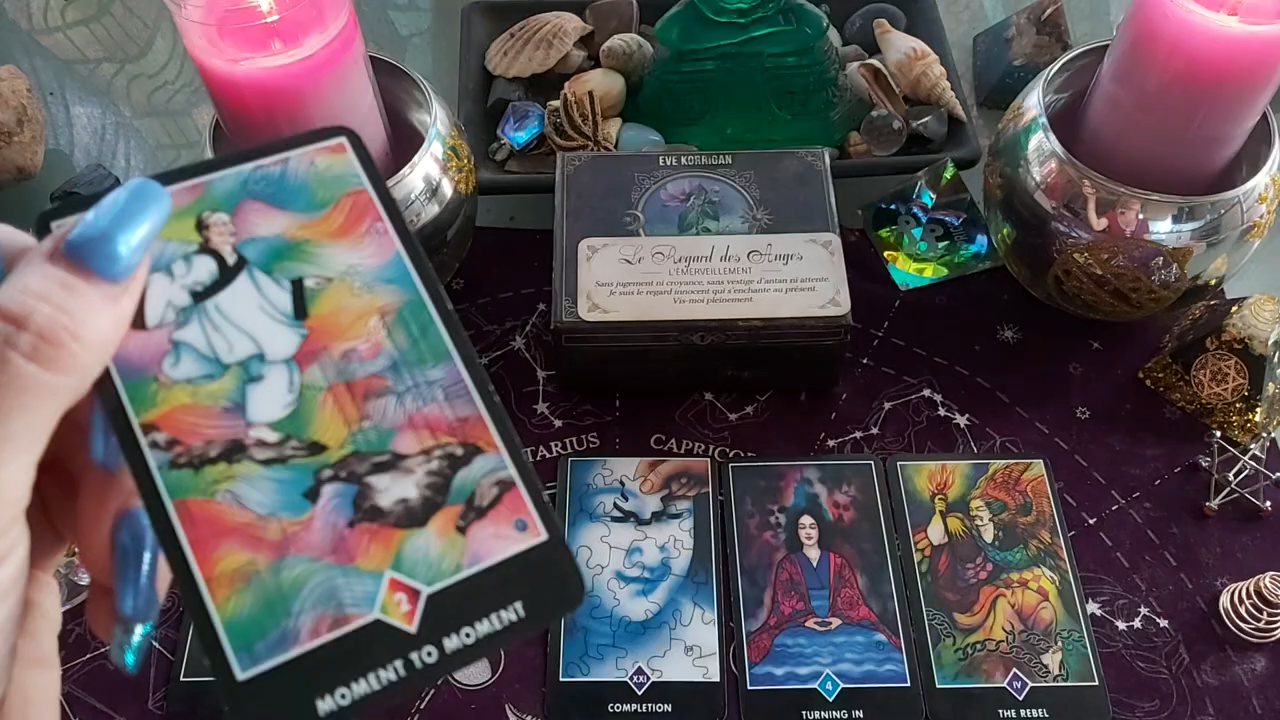 EVE KORRIGAN
Le Regard des Anges
L'ÉMERVEILLEMENT
Sans jugement ni croyance, sans vestige d'antan ni attente.
Je suis le regard innocent qui s'enchante au présent.
Vis-moi pleinement.
TARIUS : CAPRICO
2
MOMENT TO MOMENT
XXI
COMPLETION
4
TURNING IN
IV
THE REBEL